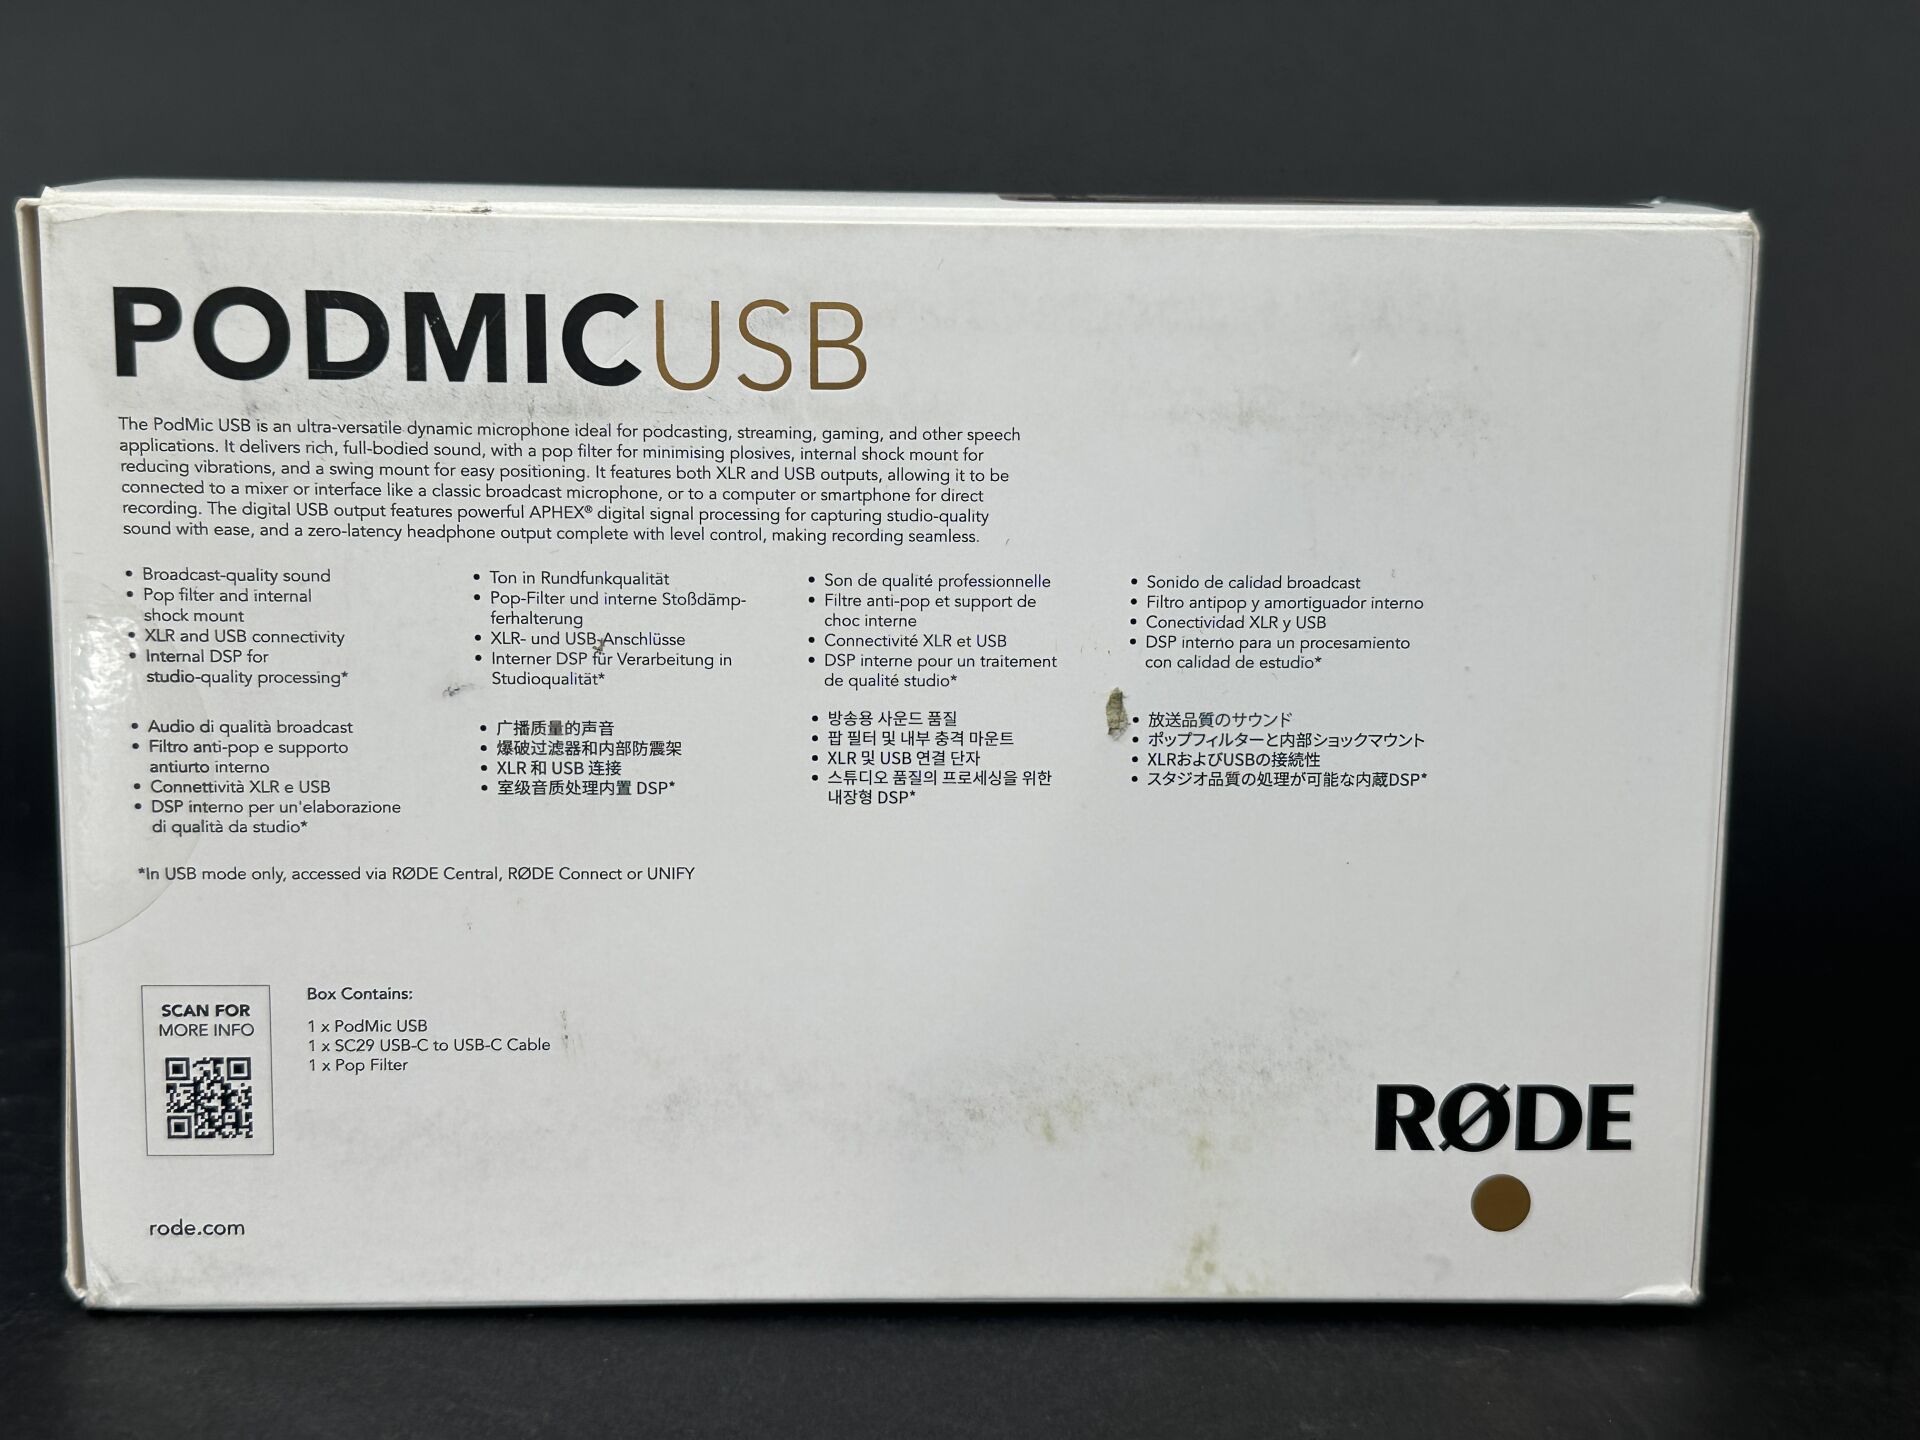 PODMICUSB
The PodMic USB is an ultra-versatile dynamic microphone ideal for podcasting, streaming, gaming, and other speech
applications. It delivers rich, full-bodied sound, with a pop filter for minimising plosives, internal shock mount for
reducing vibrations, and a swing mount for easy positioning. It features both XLR and USB outputs, allowing it to be
connected to a mixer or interface like a classic broadcast microphone, or to a computer or smartphone for direct
recording. The digital USB output features powerful APHEX® digital signal processing for capturing studio-quality
sound with ease, and a zero-latency headphone output complete with level control, making recording seamless.
• Broadcast-quality sound
• Pop filter and internal
shock mount
• XLR and USB connectivity
• Internal DSP for
studio-quality processing*
• Ton in Rundfunkqualität
• Pop-Filter und interne Stoßdämp-
ferhalterung
• XLR- und USB-Anschlüsse
• Interner DSP für Verarbeitung in
Studioqualität*
• Son de qualité professionnelle
• Filtre anti-pop et support de
choc interne
• Connectivité XLR et USB
• DSP interne pour un traitement
de qualité studio*
• Sonido de calidad broadcast
• Filtro antipop y amortiguador interno
• Conectividad XLR y USB
• DSP interno para un procesamiento
con calidad de estudio*
• Audio di qualità broadcast
• Filtro anti-pop e supporto
antiurto interno
• Connettività XLR e USB
• DSP interno per un'elaborazione
di qualità da studio*
• 广播质量的声音
• 爆破过滤器和内部防震架
• XLR 和 USB 连接
• 室级音质处理内置 DSP*
• 방송용 사운드 품질
• 팝 필터 및 내부 충격 마운트
• XLR 및 USB 연결 단자
• 스튜디오 품질의 프로세싱을 위한
내장형 DSP*
• 放送品質のサウンド
• ポップフィルターと内部ショックマウント
• XLRおよびUSBの接続性
• スタジオ品質の処理が可能な内蔵DSP*
*In USB mode only, accessed via RØDE Central, RØDE Connect or UNIFY
SCAN FOR
MORE INFO
Box Contains:
1 x PodMic USB
1 x SC29 USB-C to USB-C Cable
1 x Pop Filter
RØDE
rode.com